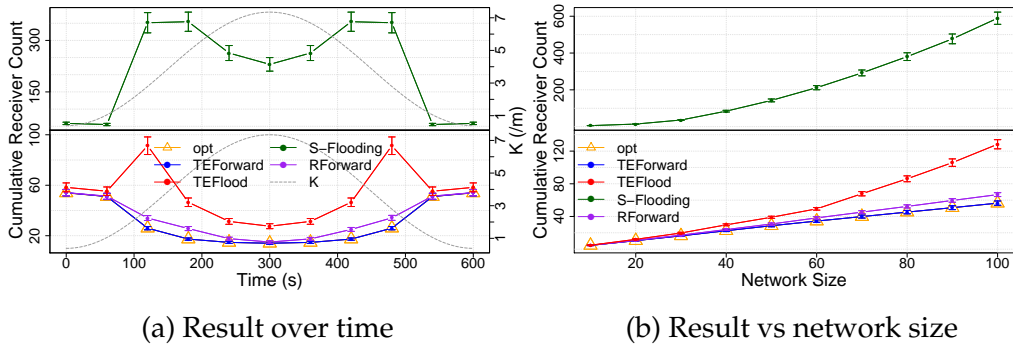 Cumulative Receiver Count
300
150
7
5
3
1
K (/m)
100
60
20
opt
TEForward
TEFlood
S−Flooding
RForward
K
7
5
3
1
0
100
200
300
400
500
600
Time (s)
(a) Result over time
Cumulative Receiver Count
600
200
120
80
40
opt
TEForward
TEFlood
S−Flooding
RForward
20
40
60
80
100
Network Size
(b) Result vs network size